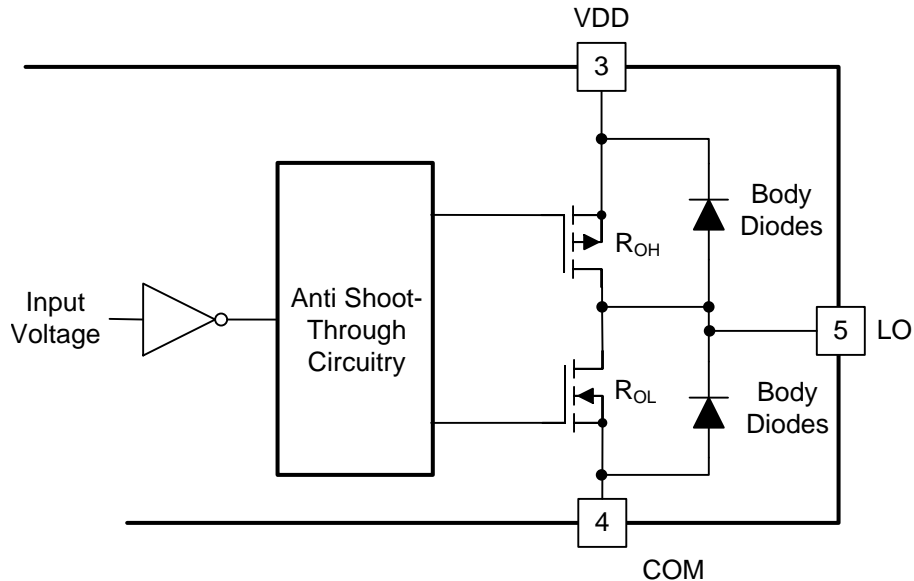 VDD
3
Body
Diodes
R_OH
Input
Voltage
Anti Shoot-
Through
Circuitry
5
LO
R_OL
Body
Diodes
4
COM